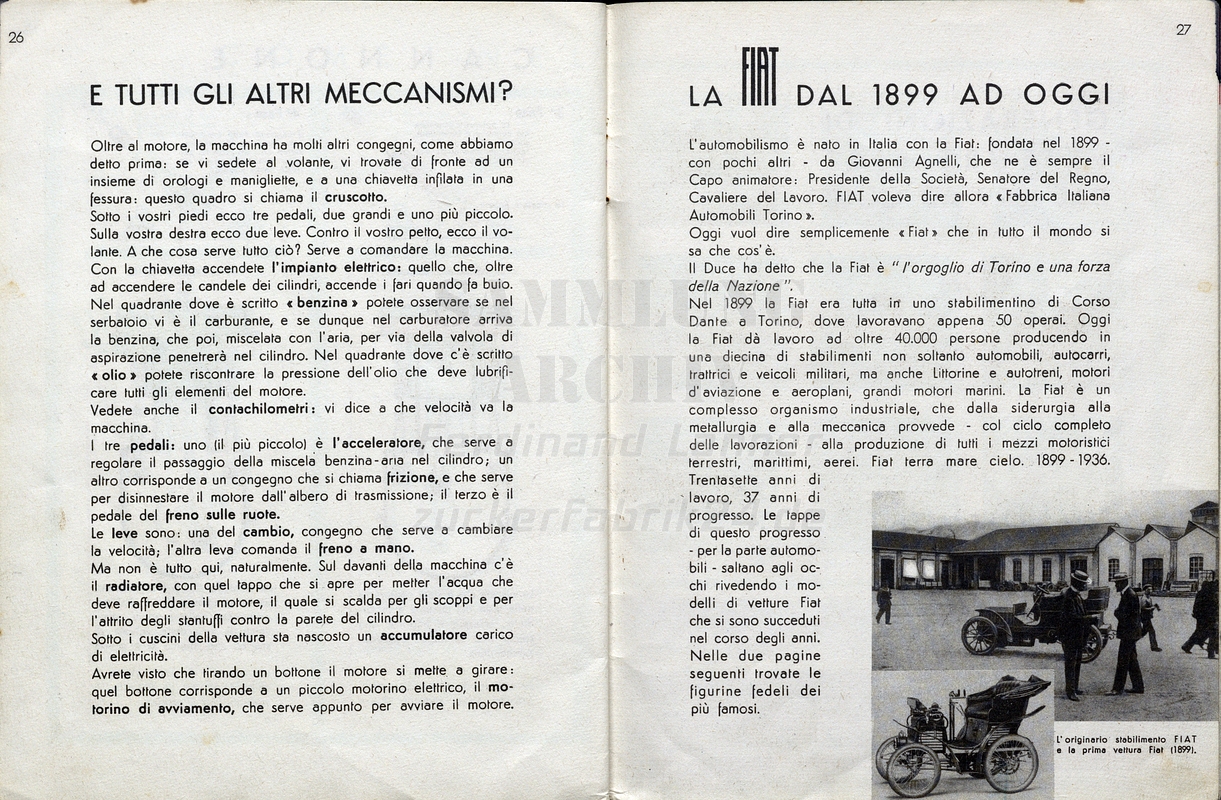 26
E TUTTI GLI ALTRI MECCANISMI?
Oltre al motore, la macchina ha molti altri congegni, come abbiamo
detto prima: se vi sedete al volante, vi trovate di fronte ad un
insieme di orologi e manigliette, e a una chiavetta infilata in una
fessura: questo quadro si chiama il cruscotto.
Sotto i vostri piedi ecco tre pedali, due grandi e uno più piccolo.
Sulla vostra destra ecco due leve. Contro il vostro petto, ecco il vo-
lante. A che cosa serve tutto ciò? Serve a comandare la macchina.
Con la chiavetta accendete l'impianto elettrico: quello che, oltre
ad accendere le candele dei cilindri, accende i fari quando fa buio.
Nel quadrante dove è scritto « benzina » potete osservare se nel
serbatoio vi è il carburante, e se dunque nel carburatore arriva
la benzina, che poi, miscelata con l'aria, per via della valvola di
aspirazione penetrerà nel cilindro. Nel quadrante dove c'è scritto
« olio » potete riscontrare la pressione dell'olio che deve lubrifi-
care tutti gli elementi del motore.
Vedete anche il contachilometri: vi dice a che velocità va la
macchina.
I tre pedali: uno (il più piccolo) è l'acceleratore, che serve a
regolare il passaggio della miscela benzina-aria nel cilindro; un
altro corrisponde a un congegno che si chiama frizione, e che serve
per disinnestare il motore dall'albero di trasmissione; il terzo è il
pedale del freno sulle ruote.
Le leve sono: una del cambio, congegno che serve a cambiare
la velocità; l'altra leva comanda il freno a mano.
Ma non è tutto qui, naturalmente. Sul davanti della macchina c'è
il radiatore, con quel tappo che si apre per metter l'acqua che
deve raffreddare il motore, il quale si scalda per gli scoppi e per
l'attrito degli stantuffi contro la parete del cilindro.
Sotto i cuscini della vettura sta nascosto un accumulatore carico
di elettricità.
Avrete visto che tirando un bottone il motore si mette a girare:
quel bottone corrisponde a un piccolo motorino elettrico, il mo-
torino di avviamento, che serve appunto per avviare il motore.
27
LA FIAT DAL 1899 AD OGGI
L'automobilismo è nato in Italia con la Fiat: fondata nel 1899 -
con pochi altri - da Giovanni Agnelli, che ne è sempre il
Capo animatore: Presidente della Società, Senatore del Regno,
Cavaliere del Lavoro. FIAT voleva dire allora « Fabbrica Italiana
Automobili Torino ».
Oggi vuol dire semplicemente « Fiat » che in tutto il mondo si
sa che cos'è.
Il Duce ha detto che la Fiat è " l'orgoglio di Torino e una forza
della Nazione ".
Nel 1899 la Fiat era tutta in uno stabilimentino di Corso
Dante a Torino, dove lavoravano appena 50 operai. Oggi
la Fiat dà lavoro ad oltre 40.000 persone producendo in
una diecina di stabilimenti non soltanto automobili, autocarri,
trattrici e veicoli militari, ma anche Littorine e autotreni, motori
d'aviazione e aeroplani, grandi motori marini. La Fiat è un
complesso organismo industriale, che dalla siderurgia alla
metallurgia e alla meccanica provvede - col ciclo completo
delle lavorazioni - alla produzione di tutti i mezzi motoristici
terrestri, marittimi, aerei. Fiat terra mare cielo. 1899 - 1936.
Trentasette anni di
lavoro, 37 anni di
progresso. Le tappe
di questo progresso
- per la parte automo-
bili - saltano agli oc-
chi rivedendo i mo-
delli di vetture Fiat
che si sono succeduti
nel corso degli anni.
Nelle due pagine
seguenti trovate le
figurine fedeli dei
più famosi.
L'originario stabilimento FIAT
e la prima vettura Fiat (1899).
SAMMLUNG
ARCHIV
Ferdinand